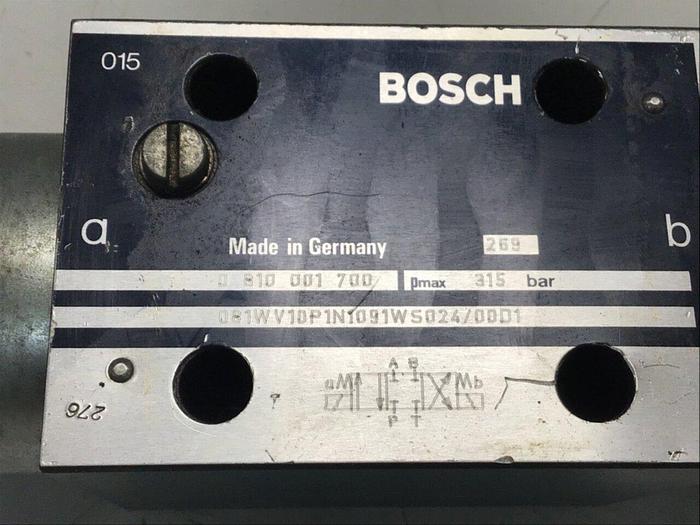 015
BOSCH
a
b
Made in Germany 269
0 810 001 700 pmax 315 bar
081WV10P1N1091WS024/00D1
A B
a M M b
P T
276